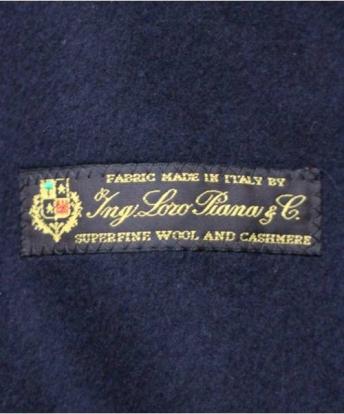 FABRIC MADE IN ITALY BY
Ing. Loro Piana & C.
SUPERFINE WOOL AND CASHMERE